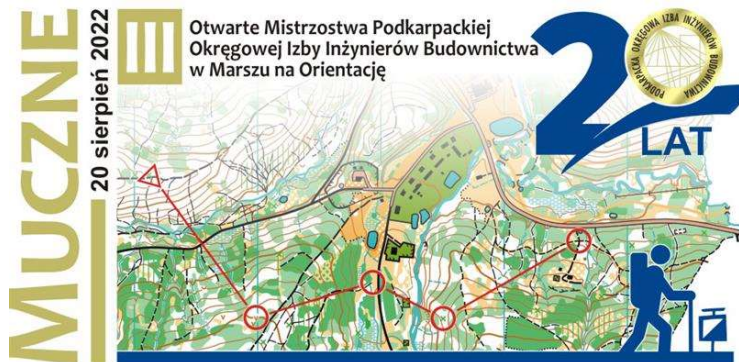 MUCZNE
20 sierpień 2022
III
Otwarte Mistrzostwa Podkarpackiej
Okręgowej Izby Inżynierów Budownictwa
w Marszu na Orientację
20
LAT
PODKARPACKA OKRĘGOWA IZBA INŻYNIERÓW BUDOWNICTWA